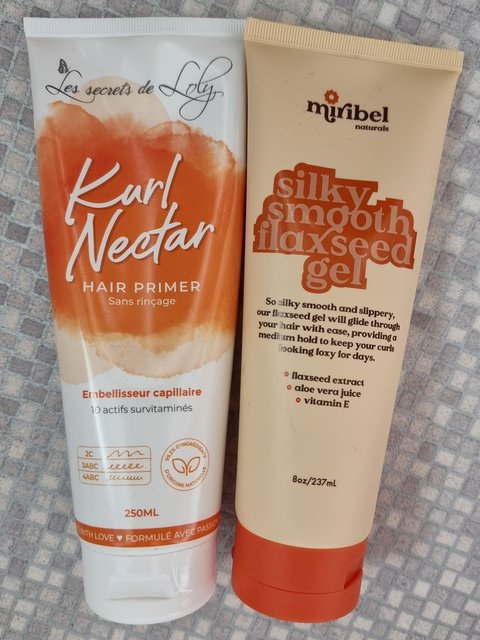 Les secrets de Loly
Kurl
Nectar
HAIR PRIMER
Sans rinçage
Embellisseur capillaire
10 actifs survitaminés
2C
3ABC
4ABC
D'INGRÉDIENTS
D'ORIGINE NATURELLE
250ML
WITH LOVE ♥ FORMULÉ AVEC PASSION
miribel
naturals
silky
smooth
flaxseed
gel
So silky smooth and slippery,
our flaxseed gel will glide through
your hair with ease, providing a
medium hold to keep your curls
looking foxy for days.
flaxseed extract
aloe vera juice
vitamin E
8oz/237mL